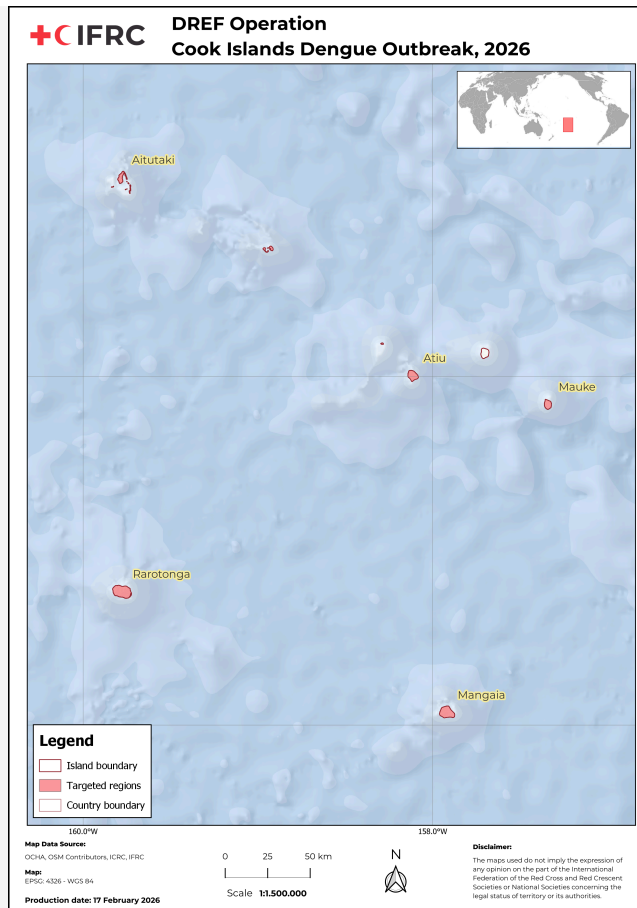 IFRC
DREF Operation
Cook Islands Dengue Outbreak, 2026
Aitutaki
Atiu
Mauke
Rarotonga
Mangaia
Legend
Island boundary
Targeted regions
Country boundary
160.0°W
158.0°W
Map Data Source:
OCHA, OSM Contributors, ICRC, IFRC
Map:
EPSG: 4326 - WGS 84
Production date: 17 February 2026
0 25 50 km
Scale 1:1.500.000
N
Disclaimer:
The maps used do not imply the expression of
any opinion on the part of the International
Federation of the Red Cross and Red Crescent
Societies or National Societies concerning the
legal status of territory or its authorities.